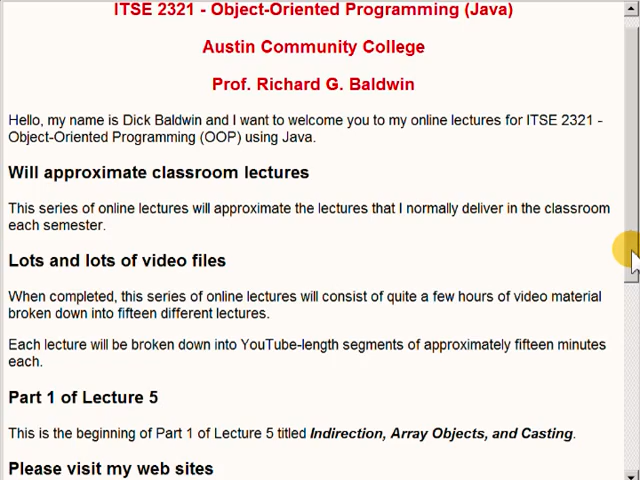 ITSE 2321 - Object-Oriented Programming (Java)
Austin Community College
Prof. Richard G. Baldwin
Hello, my name is Dick Baldwin and I want to welcome you to my online lectures for ITSE 2321 -
Object-Oriented Programming (OOP) using Java.
Will approximate classroom lectures
This series of online lectures will approximate the lectures that I normally deliver in the classroom
each semester.
Lots and lots of video files
When completed, this series of online lectures will consist of quite a few hours of video material
broken down into fifteen different lectures.
Each lecture will be broken down into YouTube-length segments of approximately fifteen minutes
each.
Part 1 of Lecture 5
This is the beginning of Part 1 of Lecture 5 titled Indirection, Array Objects, and Casting.
Please visit my web sites